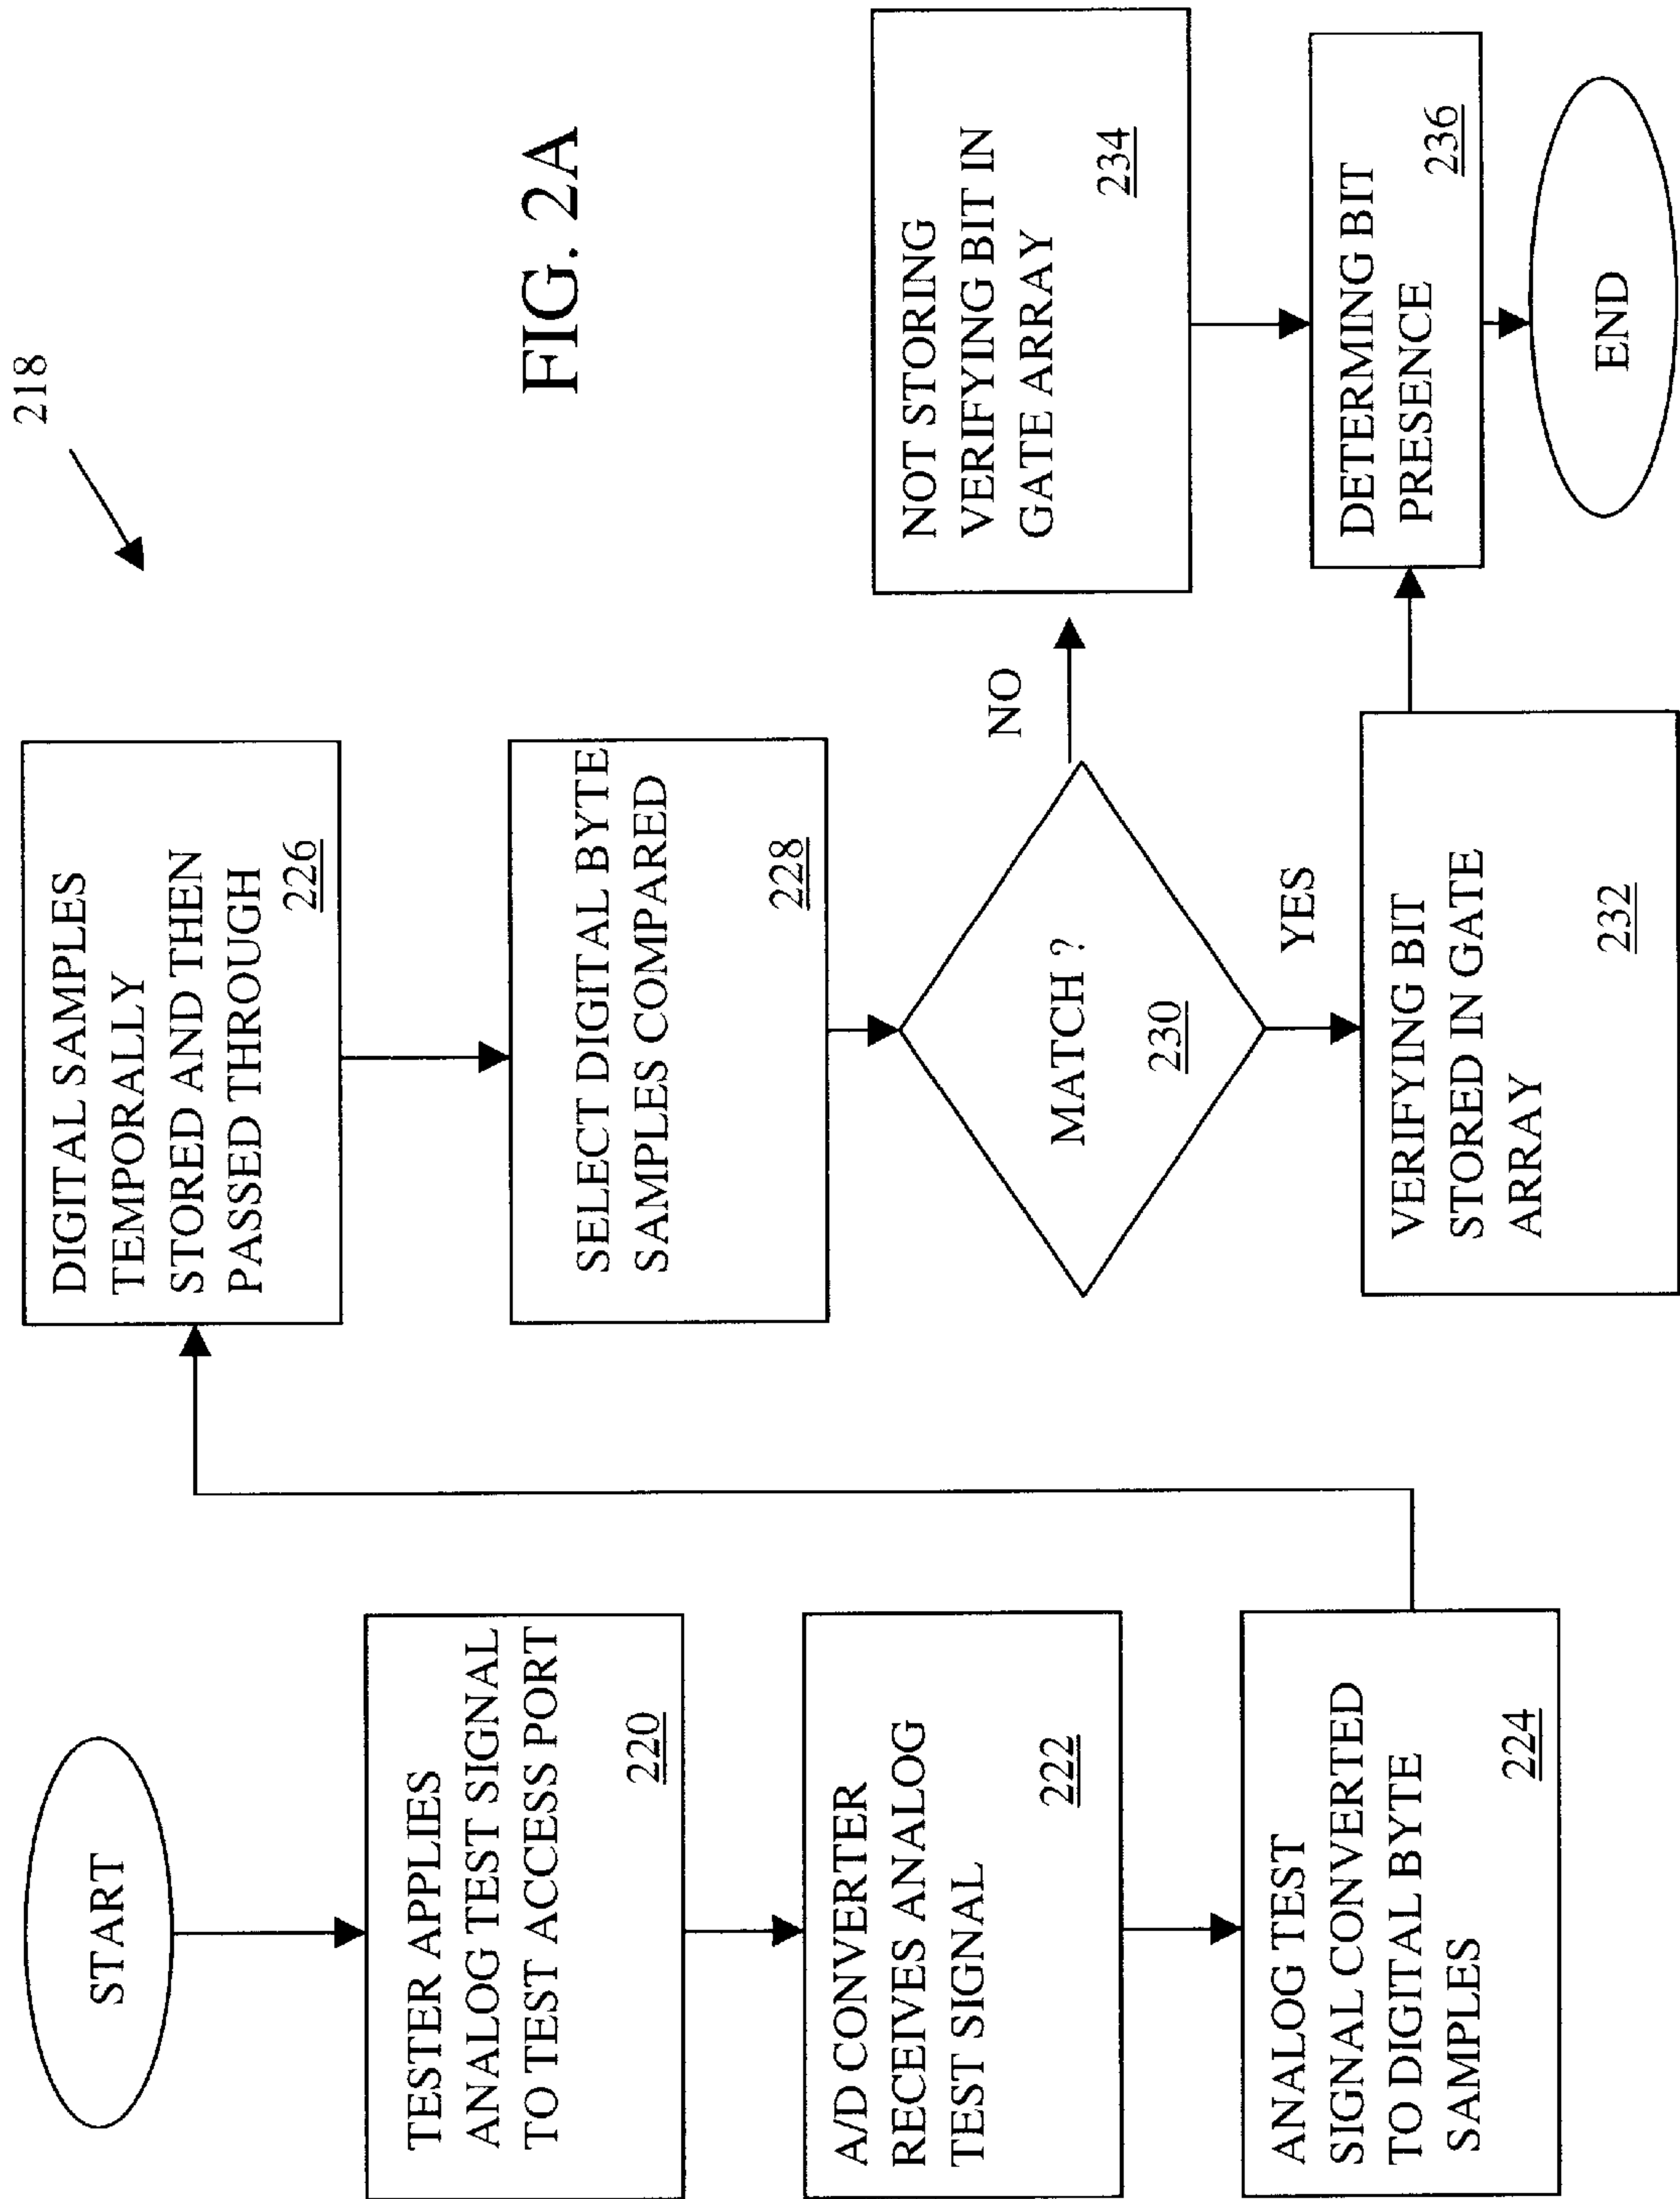 218
FIG. 2A
START
TESTER APPLIES
ANALOG TEST SIGNAL
TO TEST ACCESS PORT
220
A/D CONVERTER
RECEIVES ANALOG
TEST SIGNAL
222
ANALOG TEST
SIGNAL CONVERTED
TO DIGITAL BYTE
SAMPLES
224
DIGITAL SAMPLES
TEMPORALLY
STORED AND THEN
PASSED THROUGH
226
SELECT DIGITAL BYTE
SAMPLES COMPARED
228
MATCH ?
230
NO
YES
VERIFYING BIT
STORED IN GATE
ARRAY
232
NOT STORING
VERIFYING BIT IN
GATE ARRAY
234
DETERMINING BIT
PRESENCE
236
END